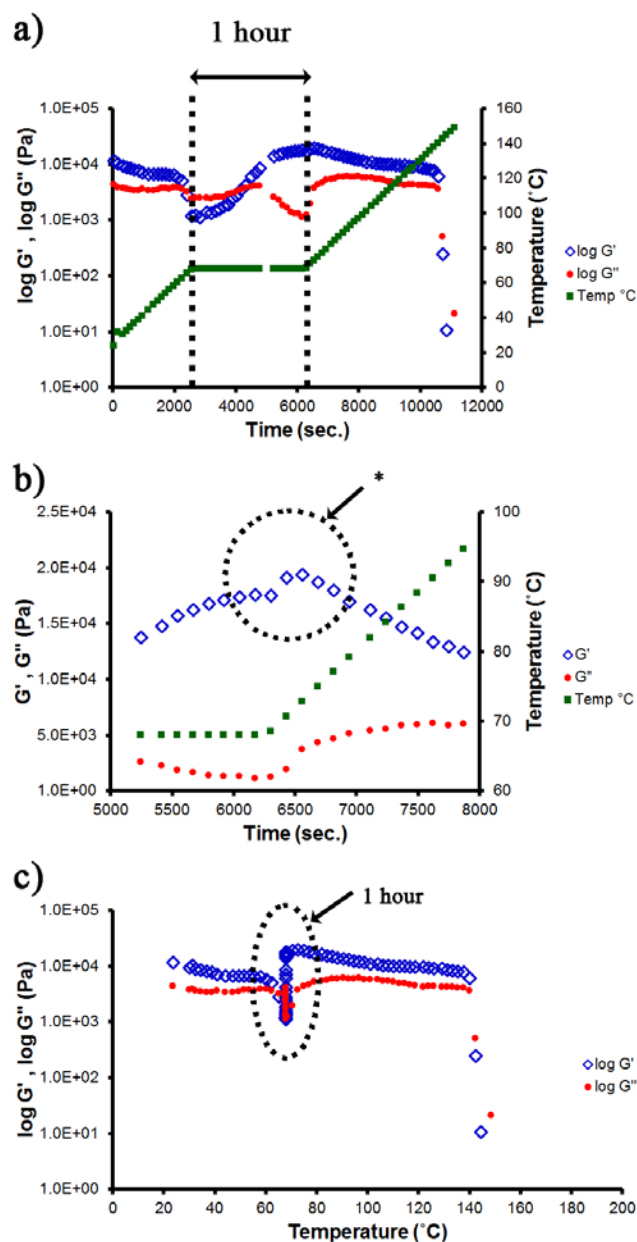 a)
1 hour
1.0E+05
1.0E+04
1.0E+03
1.0E+02
1.0E+01
1.0E+00
log G' , log G" (Pa)
160
140
120
100
80
60
40
20
0
Temperature (˚C)
0 2000 4000 6000 8000 10000 12000
Time (sec.)
log G'
log G"
Temp °C
b)
*
2.5E+04
2.0E+04
1.5E+04
1.0E+04
5.0E+03
1.0E+00
G' , G" (Pa)
100
90
80
70
60
Temperature (˚C)
5000 5500 6000 6500 7000 7500 8000
Time (sec.)
G'
G"
Temp °C
c)
1 hour
1.0E+05
1.0E+04
1.0E+03
1.0E+02
1.0E+01
1.0E+00
log G' , log G" (Pa)
0 20 40 60 80 100 120 140 160 180 200
Temperature (˚C)
log G'
log G"